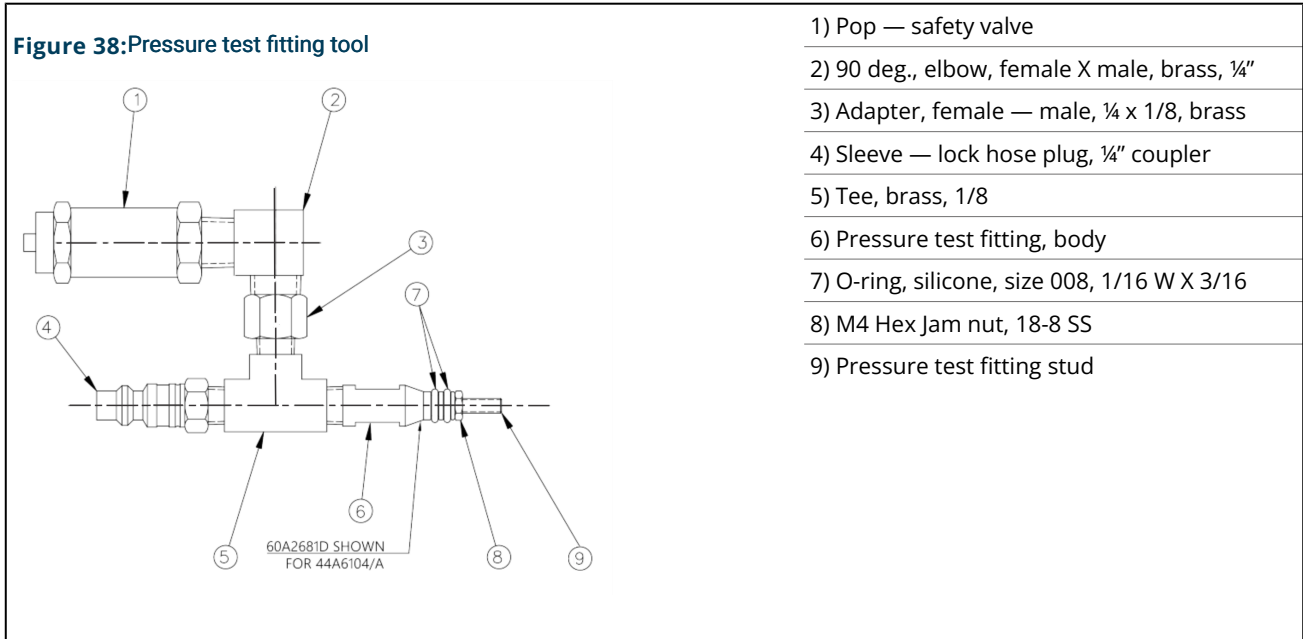 Figure 38:Pressure test fitting tool
1
2
3
7
4
6
5
60A2681D SHOWN
FOR 44A6104/A
8
9
1) Pop — safety valve
2) 90 deg., elbow, female X male, brass, ¼”
3) Adapter, female — male, ¼ x 1/8, brass
4) Sleeve — lock hose plug, ¼” coupler
5) Tee, brass, 1/8
6) Pressure test fitting, body
7) O-ring, silicone, size 008, 1/16 W X 3/16
8) M4 Hex Jam nut, 18-8 SS
9) Pressure test fitting stud